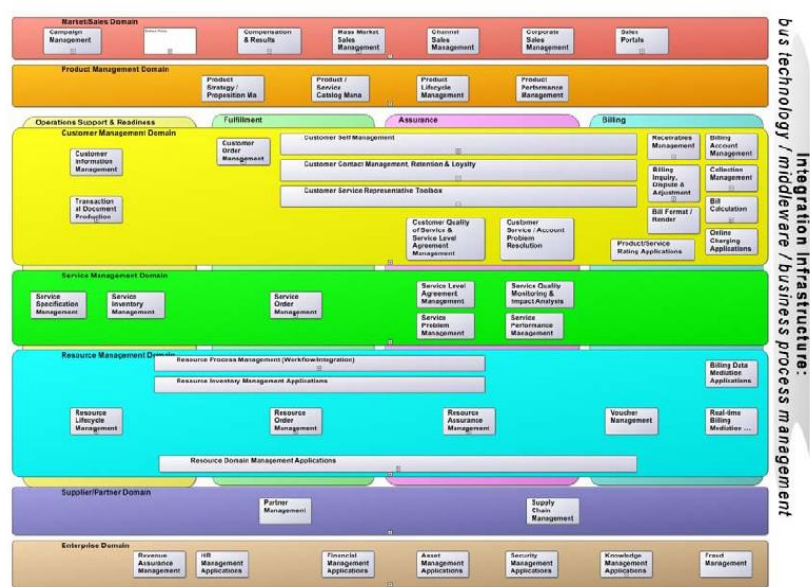 Market/Sales Domain
Campaign
Management
Compensation
& Results
Mass Market
Sales
Management
Channel
Sales
Management
Corporate
Sales
Management
Sales
Portals
Product Management Domain
Product
Strategy /
Proposition Ma
Product /
Service
Catalog Mana
Product
Lifecycle
Management
Product
Performance
Management
Operations Support & Readiness
Fulfillment
Assurance
Billing
Customer Management Domain
Customer
Information
Management
Transaction
al Document
Production
Customer
Order
Management
Customer Self Management
Customer Contact Management, Retention & Loyalty
Customer Service Representative Toolbox
Customer Quality
of Service &
Service Level
Agreement
Management
Customer
Service / Account
Problem
Resolution
Receivables
Management
Billing
Account
Management
Billing
Inquiry,
Dispute &
Adjustment
Collection
Management
Bill Format /
Render
Bill
Calculation
Product/Service
Rating Applications
Online
Charging
Applications
Service Management Domain
Service
Specification
Management
Service
Inventory
Management
Service
Order
Management
Service Level
Agreement
Management
Service Quality
Monitoring &
Impact Analysis
Service
Problem
Management
Service
Performance
Management
Resource Management Domain
Resource Process Management (Workflow/Integration)
Resource Inventory Management Applications
Billing Data
Mediation
Applications
Resource
Lifecycle
Management
Resource
Order
Management
Resource
Assurance
Management
Voucher
Management
Real-time
Billing
Mediation ...
Resource Domain Management Applications
Supplier/Partner Domain
Partner
Management
Supply
Chain
Management
Enterprise Domain
Revenue
Assurance
Management
HR
Management
Applications
Financial
Management
Applications
Asset
Management
Applications
Security
Management
Applications
Knowledge
Management
Applications
Fraud
Management
Integration Infrastructure:
bus technology / middleware / business process management